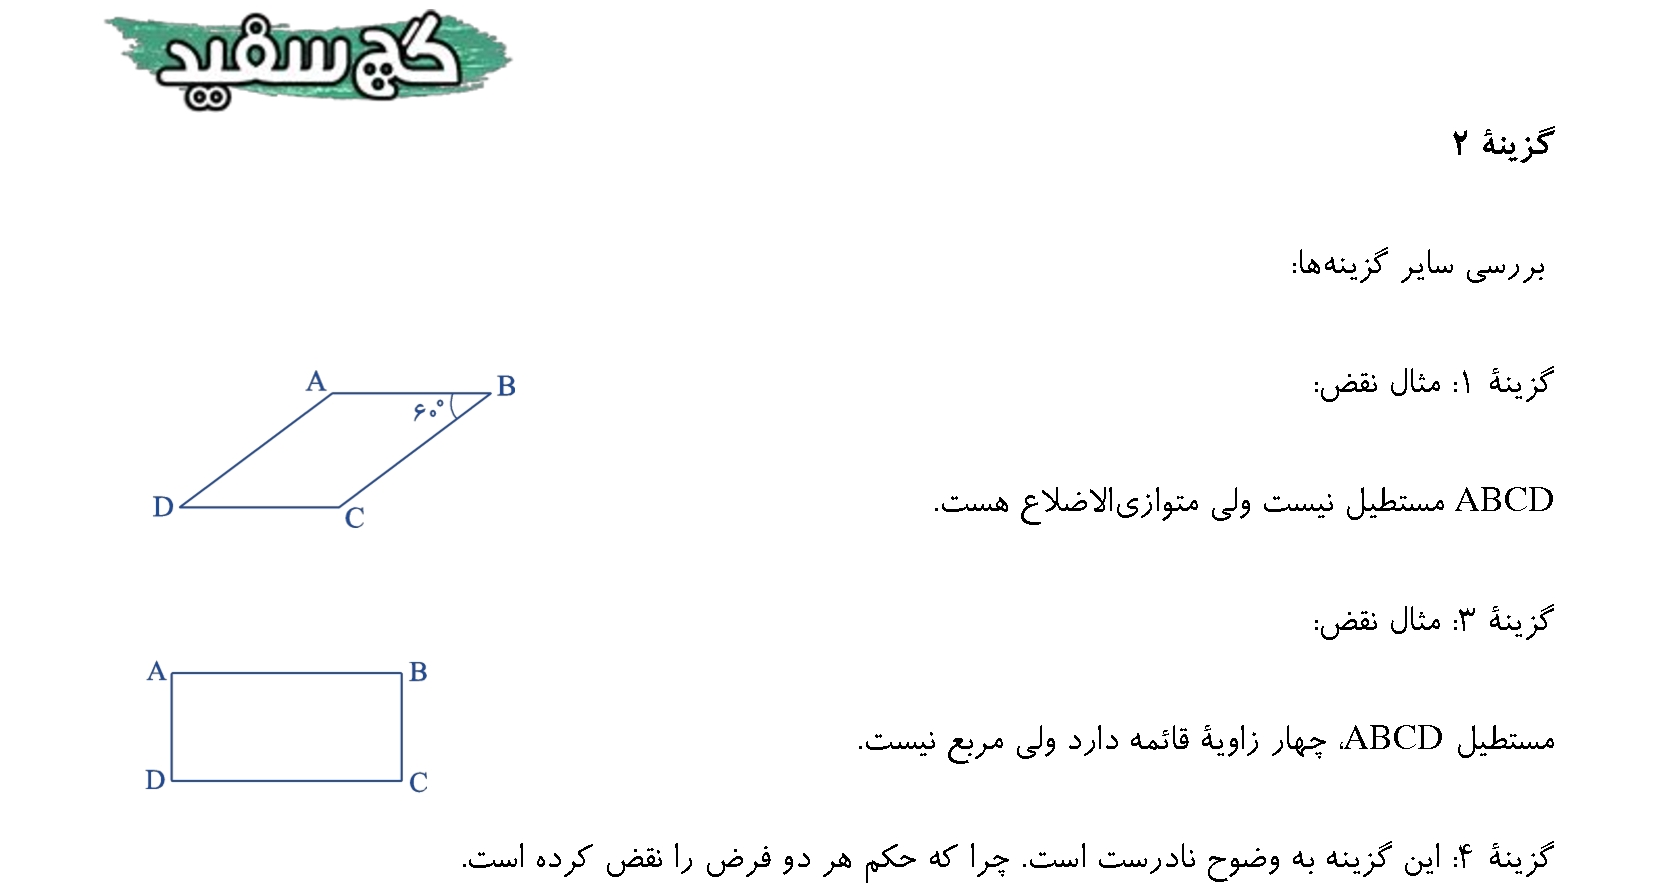 گچ سفید
گزینهٔ ۲
بررسی سایر گزینه‌ها:
گزینهٔ ۱: مثال نقض:
A
B
۶۰°
D
C
ABCD مستطیل نیست ولی متوازی‌الاضلاع هست.
گزینهٔ ۳: مثال نقض:
A
B
مستطیل ABCD، چهار زاویهٔ قائمه دارد ولی مربع نیست.
D
C
گزینهٔ ۴: این گزینه به وضوح نادرست است. چرا که حکم هر دو فرض را نقض کرده است.